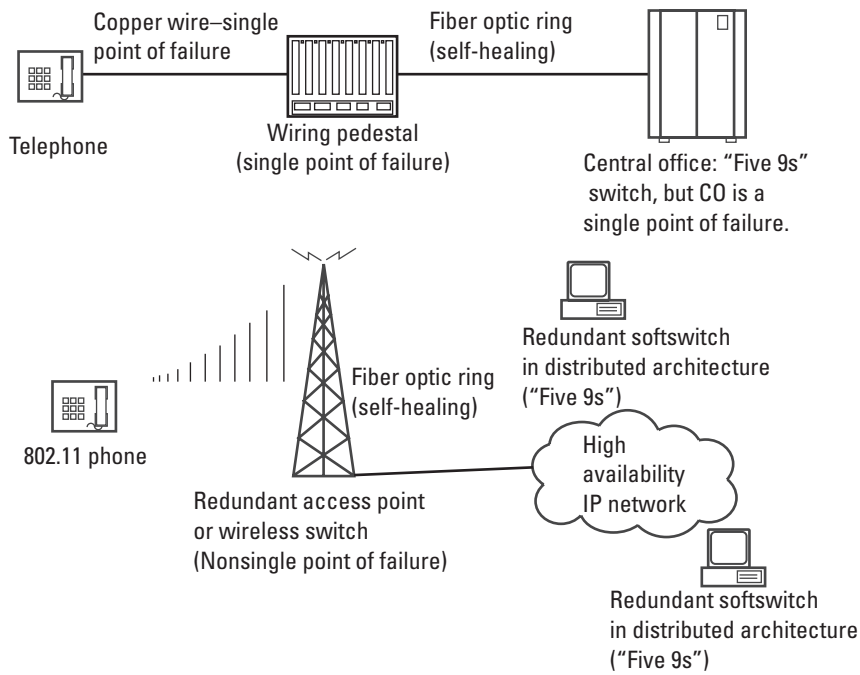 Copper wire–single
point of failure
Fiber optic ring
(self-healing)
Telephone
Wiring pedestal
(single point of failure)
Central office: “Five 9s”
switch, but CO is a
single point of failure.
Redundant softswitch
in distributed architecture
(“Five 9s”)
Fiber optic ring
(self-healing)
802.11 phone
High
availability
IP network
Redundant access point
or wireless switch
(Nonsingle point of failure)
Redundant softswitch
in distributed architecture
(“Five 9s”)